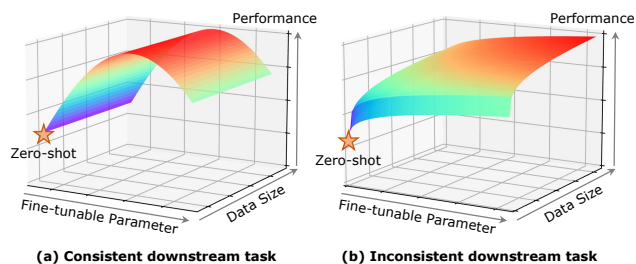 Performance
Zero-shot
Fine-tunable Parameter
Data Size
(a) Consistent downstream task
Performance
Zero-shot
Fine-tunable Parameter
Data Size
(b) Inconsistent downstream task